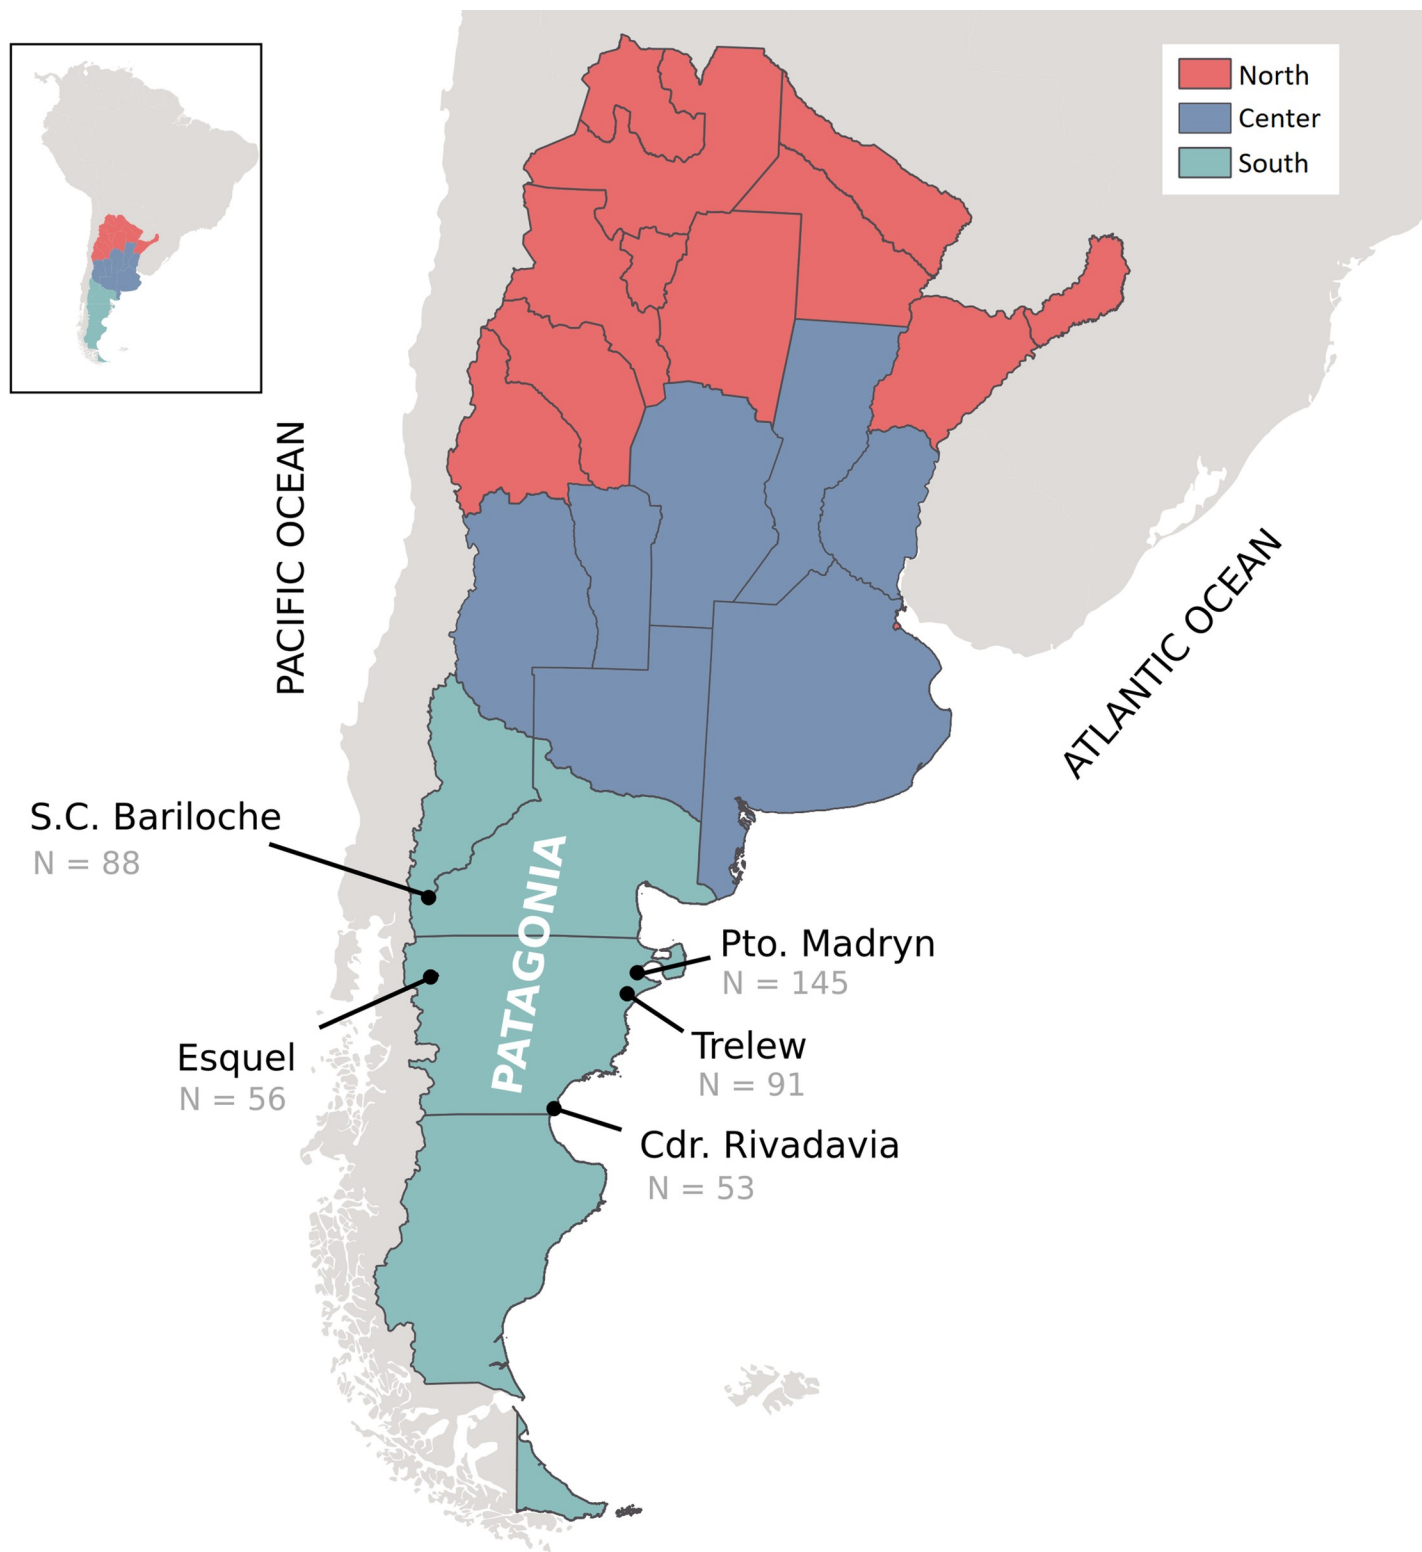 North
Center
South
PACIFIC OCEAN
ATLANTIC OCEAN
S.C. Bariloche
N = 88
PATAGONIA
Pto. Madryn
N = 145
Esquel
N = 56
Trelew
N = 91
Cdr. Rivadavia
N = 53